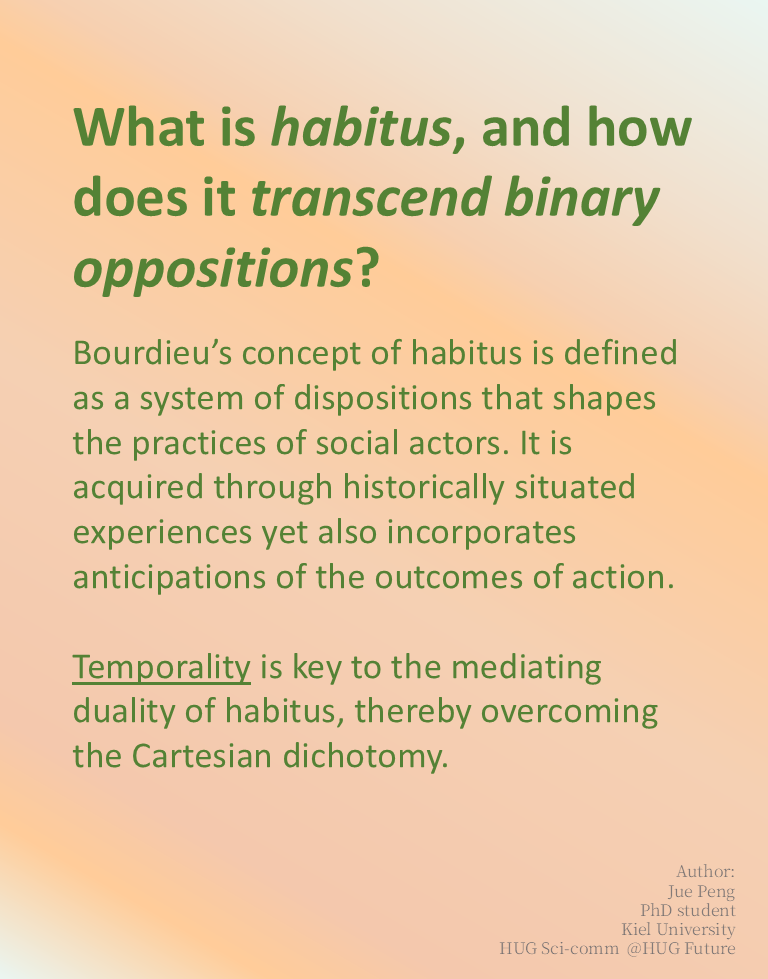 What is habitus, and how
does it transcend binary
oppositions?
Bourdieu’s concept of habitus is defined
as a system of dispositions that shapes
the practices of social actors. It is
acquired through historically situated
experiences yet also incorporates
anticipations of the outcomes of action.
Temporality is key to the mediating
duality of habitus, thereby overcoming
the Cartesian dichotomy.
Author:
Jue Peng
PhD student
Kiel University
HUG Sci-comm @HUG Future